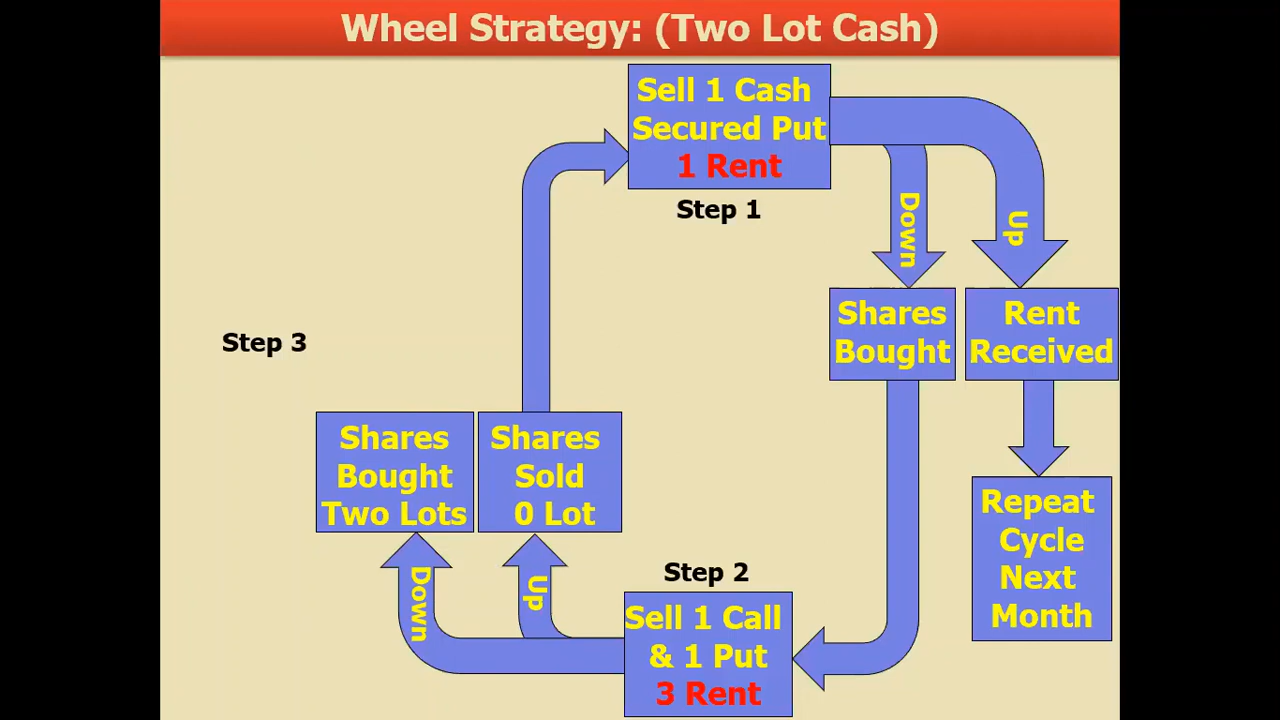 Wheel Strategy: (Two Lot Cash)
Sell 1 Cash
Secured Put
1 Rent
Step 1
Down
Up
Shares
Bought
Rent
Received
Step 3
Shares
Bought
Two Lots
Shares
Sold
0 Lot
Repeat
Cycle
Next
Month
Down
Up
Step 2
Sell 1 Call
& 1 Put
3 Rent